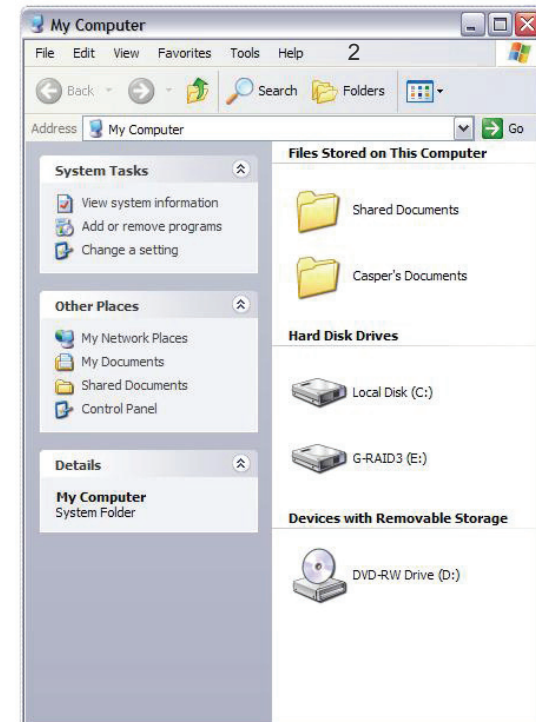 My Computer
File Edit View Favorites Tools Help 2
Back Search Folders
Address My Computer Go
System Tasks
View system information
Add or remove programs
Change a setting
Other Places
My Network Places
My Documents
Shared Documents
Control Panel
Details
My Computer
System Folder
Files Stored on This Computer
Shared Documents
Casper's Documents
Hard Disk Drives
Local Disk (C:)
G-RAID3 (E:)
Devices with Removable Storage
DVD-RW Drive (D:)